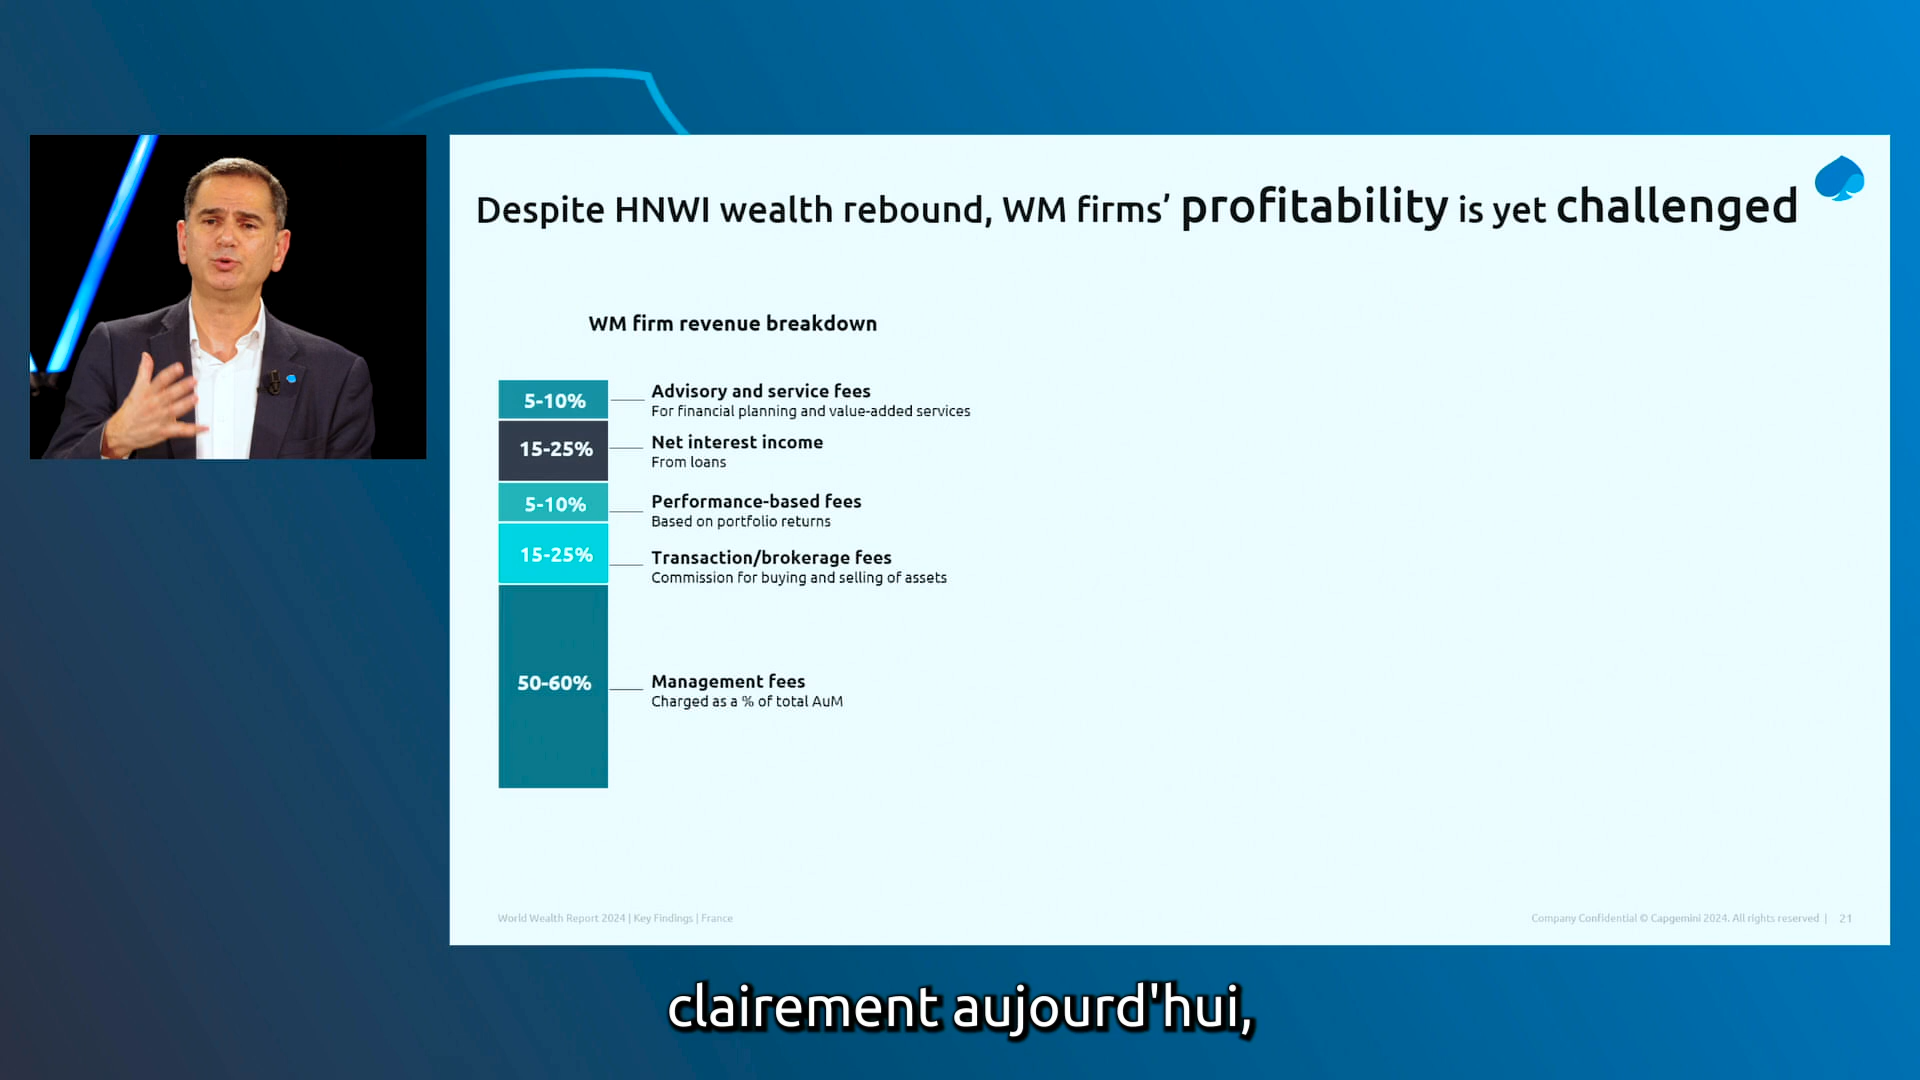 Despite HNWI wealth rebound, WM firms’ profitability is yet challenged
WM firm revenue breakdown
5-10%
Advisory and service fees
For financial planning and value-added services
15-25%
Net interest income
From loans
5-10%
Performance-based fees
Based on portfolio returns
15-25%
Transaction/brokerage fees
Commission for buying and selling of assets
50-60%
Management fees
Charged as a % of total AuM
World Wealth Report 2024 | Key Findings | France
Company Confidential © Capgemini 2024. All rights reserved | 21
clairement aujourd'hui,